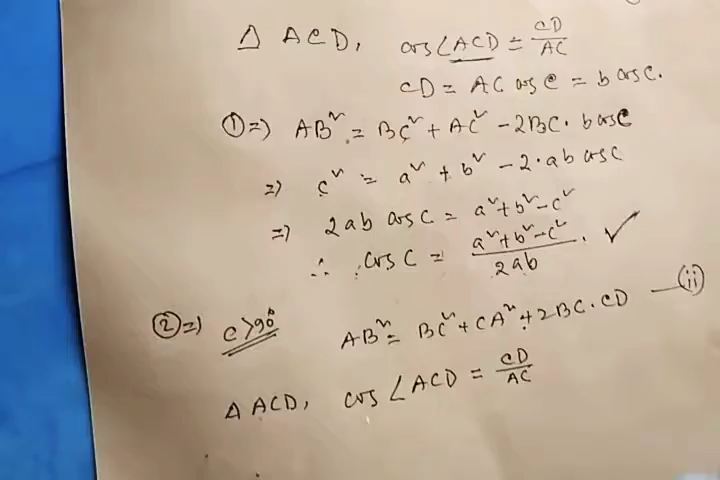 Δ ACD, cos∠ACD = CD/AC
CD = AC cos C = b cos C.
① ⇒) AB² = BC² + AC² - 2BC · b cos C
⇒) c² = a² + b² - 2·ab cos C
⇒) 2ab cos C = a² + b² - c²
∴ cos C = a² + b² - c² / 2ab . ✓
② ⇒) C > 90° AB² = BC² + CA² + 2BC · CD — (ii)
Δ ACD, cos ∠ACD = CD/AC